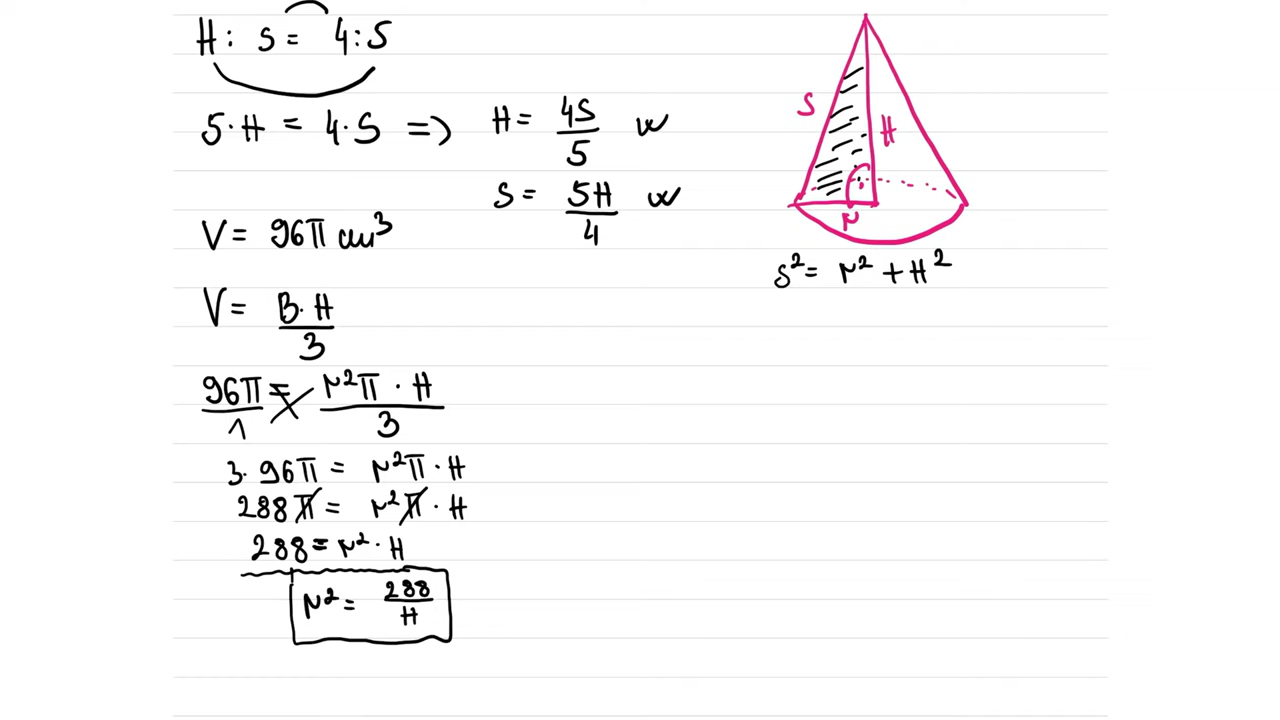 H : s = 4 : 5
5 · H = 4 · S => H = 4S/5 w
S = 5H/4 w
V = 96π cm³
V = B · H / 3
96π/1 = r²π · H / 3
3 · 96π = r²π · H
288π = r²π · H
288 = r² · H
r² = 288/H
s
H
r
s² = r² + H²